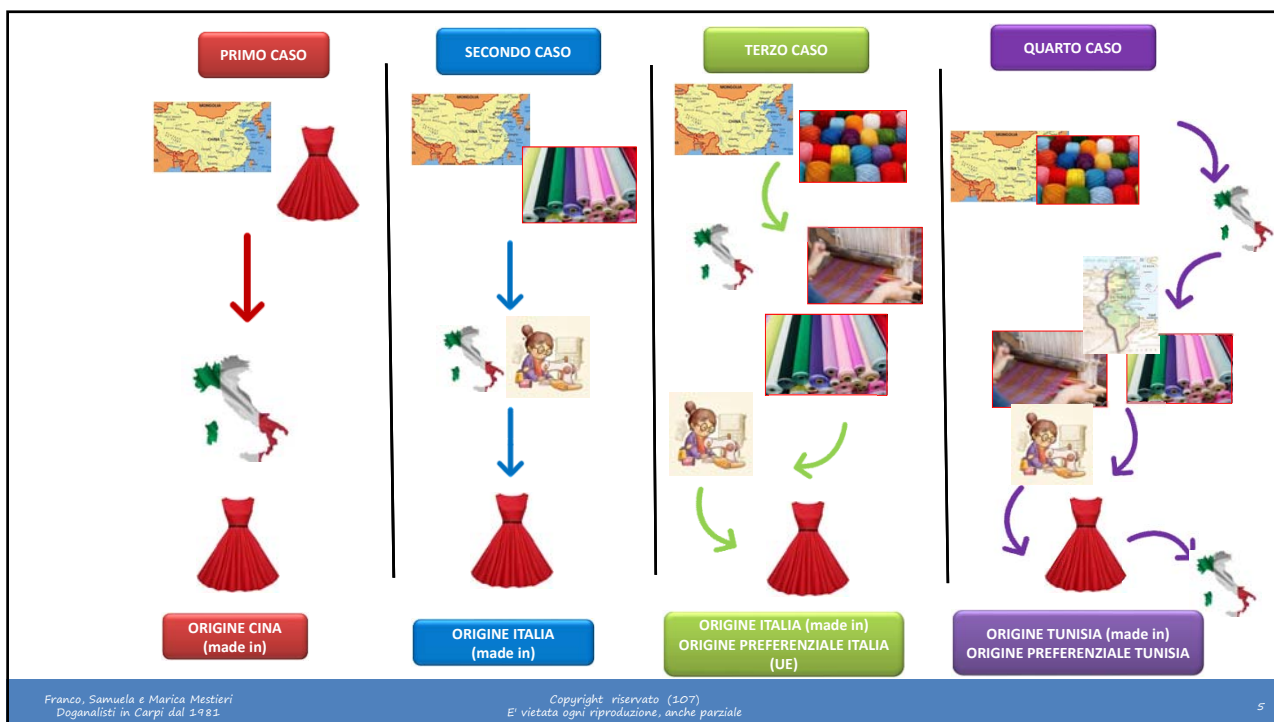 PRIMO CASO
SECONDO CASO
TERZO CASO
QUARTO CASO
MONGOLIA
CHINA
ORIGINE CINA
(made in)
ORIGINE ITALIA
(made in)
ORIGINE ITALIA (made in)
ORIGINE PREFERENZIALE ITALIA
(UE)
ORIGINE TUNISIA (made in)
ORIGINE PREFERENZIALE TUNISIA
Franco, Samuela e Marica Mestieri
Doganalisti in Carpi dal 1981
Copyright riservato (107)
E' vietata ogni riproduzione, anche parziale
5